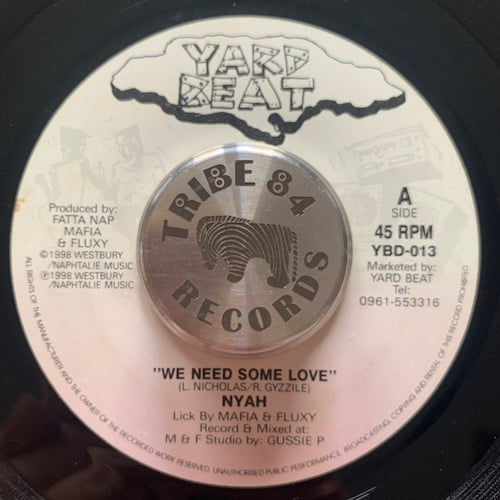 YARD
BEAT
TRIBE 84
RECORDS
Produced by:
FATTA NAP
MAFIA
& FLUXY
©1998 WESTBURY
/NAPHTALIE MUSIC
℗1998 WESTBURY
/NAPHTALIE MUSIC
A
SIDE
45 RPM
YBD-013
Marketed by:
YARD BEAT
Tel:
0961-553316
"WE NEED SOME LOVE"
(L. NICHOLAS/R. GYZZILE)
NYAH
Lick By MAFIA & FLUXY
Record & Mixed at:
M & F Studio by: GUSSIE P
ALL RIGHTS OF THE MANUFACTURER AND THE OWNER OF THE RECORDED WORK RESERVED. UNAUTHORISED PUBLIC PERFORMANCE, BROADCASTING, COPYING AND RENTAL OF THIS RECORD PROHIBITED